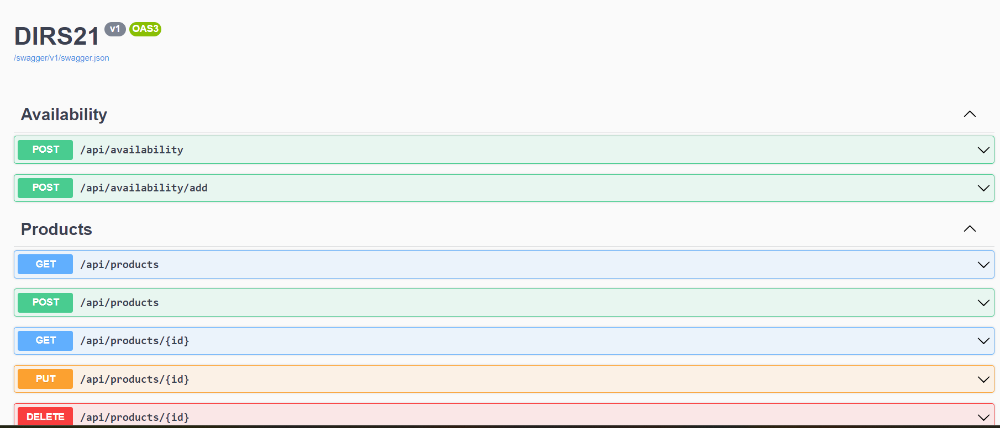 DIRS21 v1 OAS3
/swagger/v1/swagger.json
Availability
POST /api/availability
POST /api/availability/add
Products
GET /api/products
POST /api/products
GET /api/products/{id}
PUT /api/products/{id}
DELETE /api/products/{id}